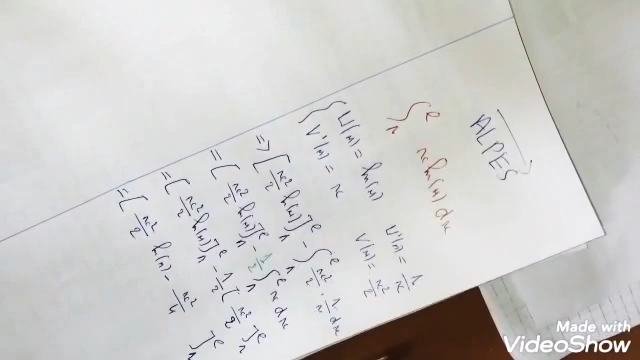 ALPES
∫₁ᵉ x ln(x) dx
{ U(x) = ln(x)    U'(x) = 1/x
{ V'(x) = x    V(x) = x²/2
=> [x²/2 ln(x)]₁ᵉ - ∫₁ᵉ x²/2 · 1/x dx
= [x²/2 ln(x)]₁ᵉ - 1/2 ∫₁ᵉ x dx
= [x²/2 ln(x)]₁ᵉ - 1/2 [x²/2]₁ᵉ
= [x²/2 ln(x) - x²/4]₁
Made with
VideoShow